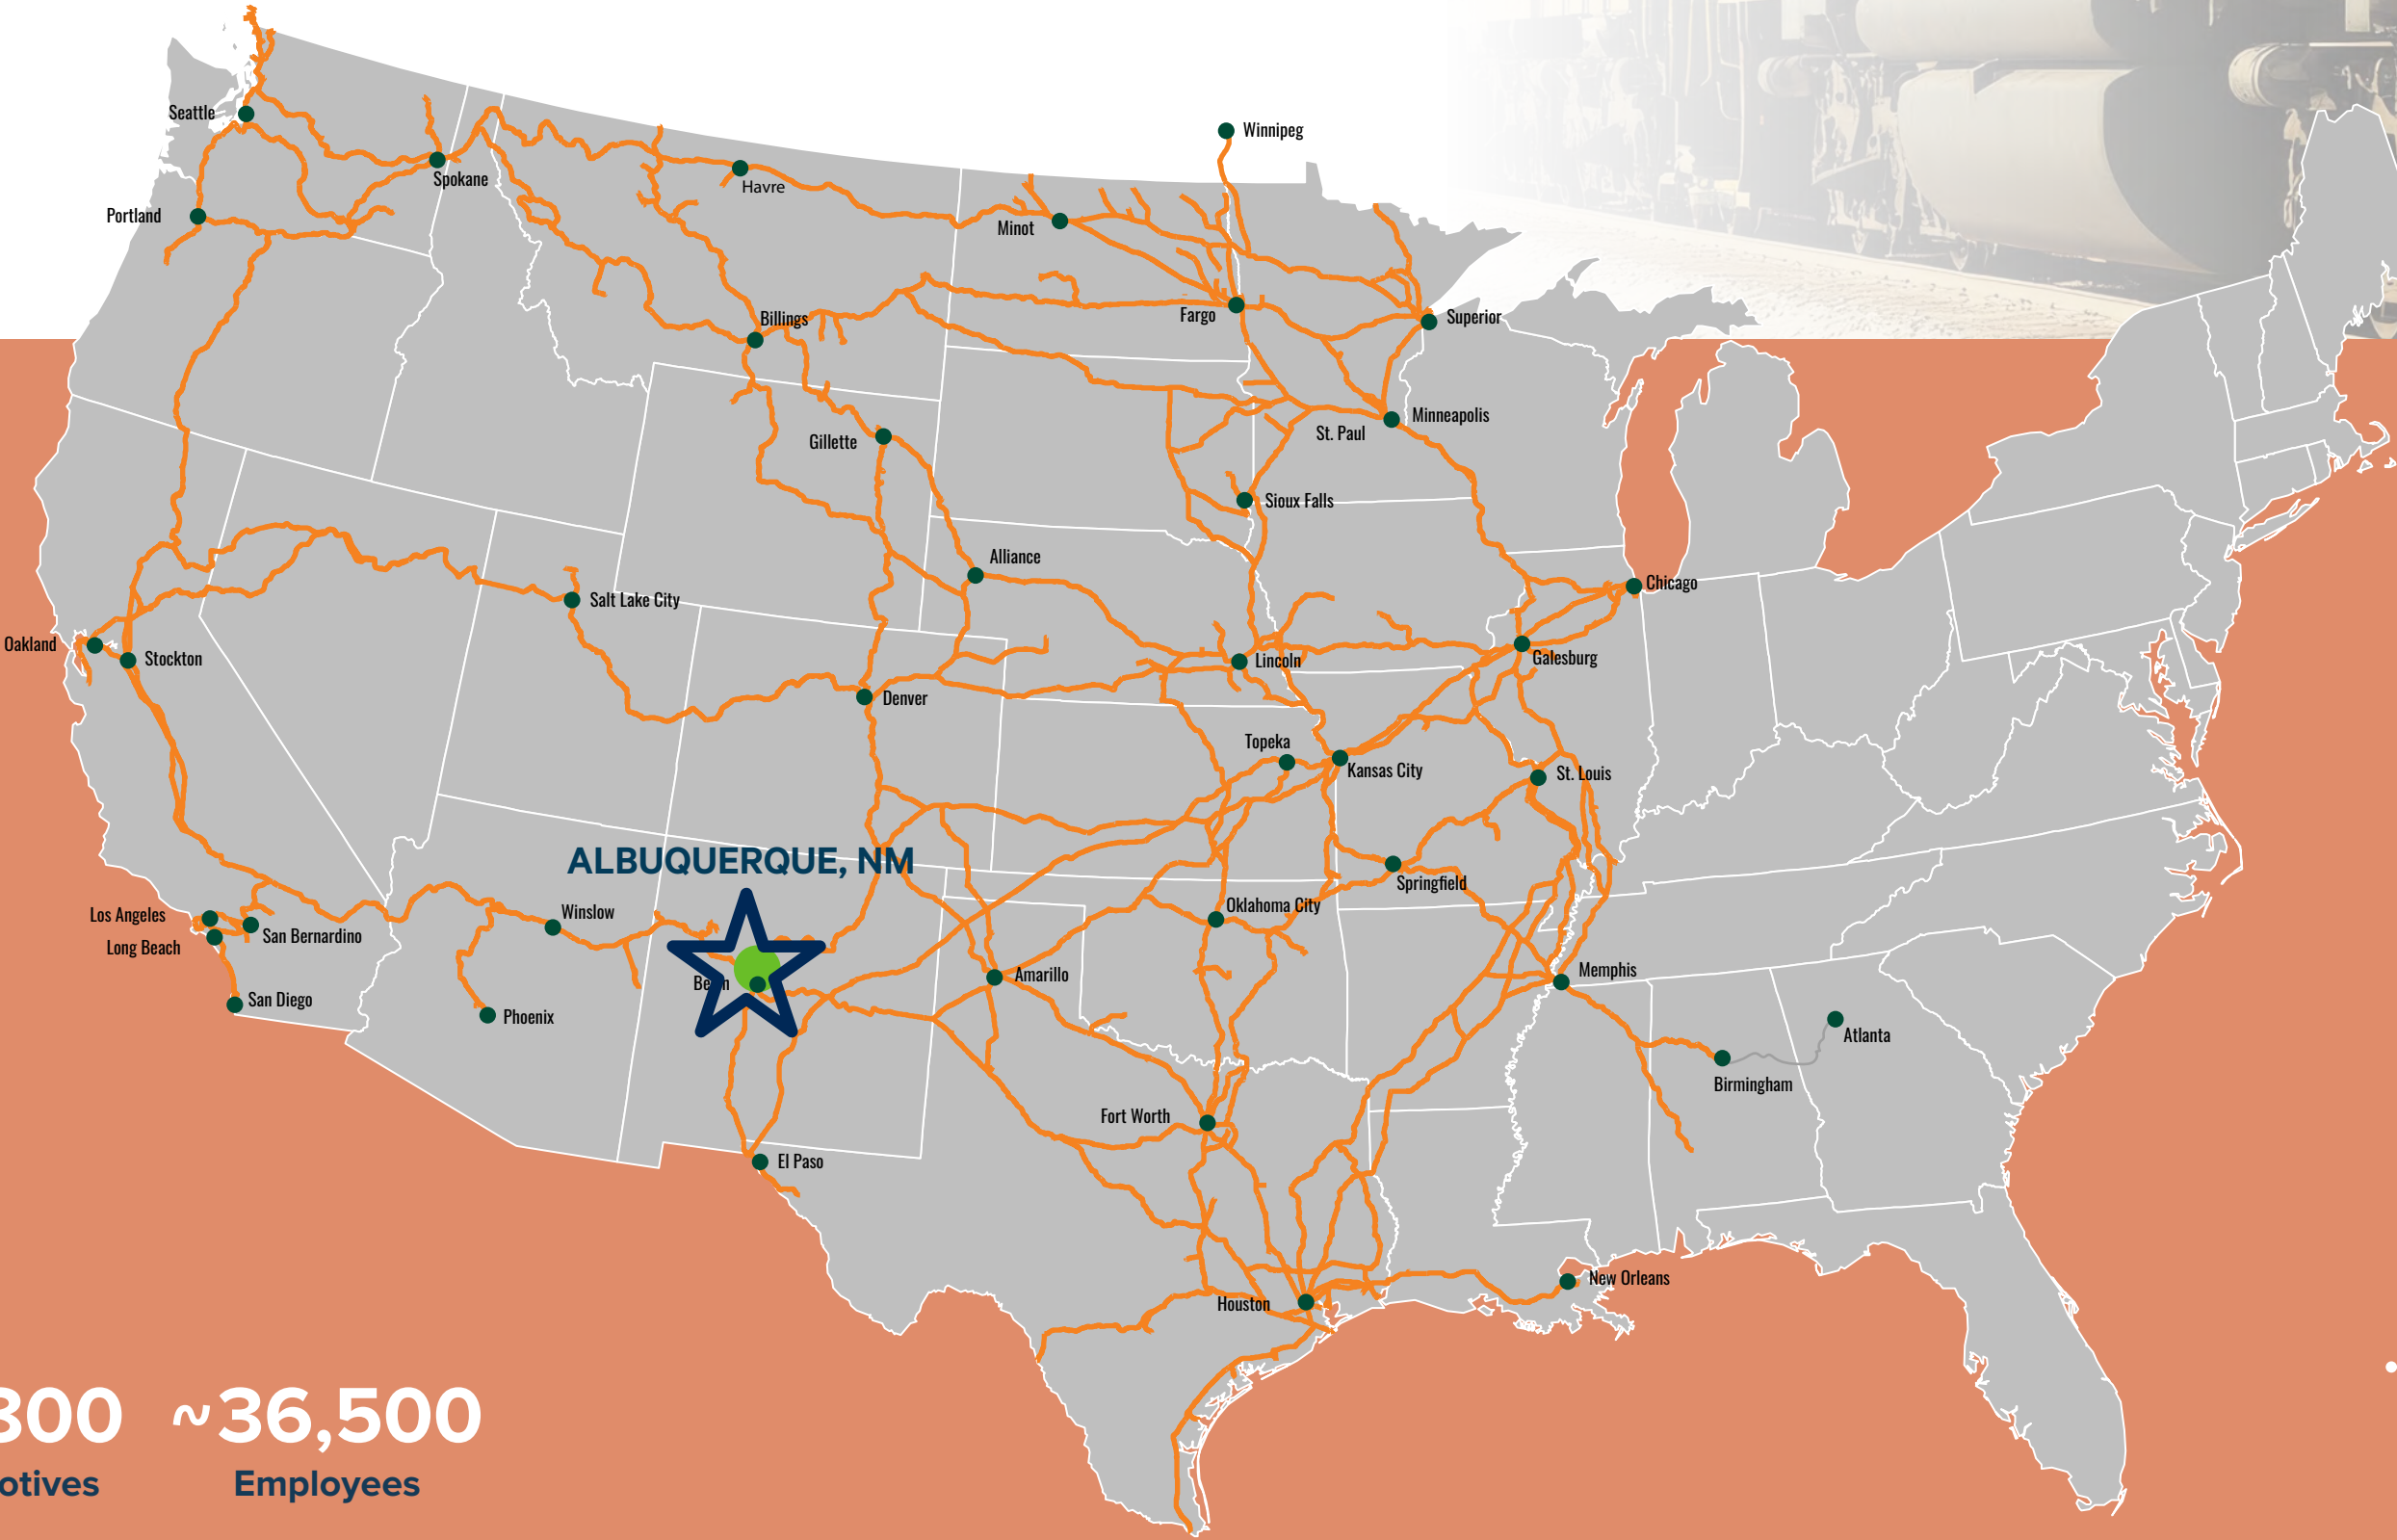 Seattle
Winnipeg
Spokane
Havre
Portland
Minot
Billings
Fargo
Superior
Minneapolis
Gillette
St. Paul
Sioux Falls
Alliance
Chicago
Salt Lake City
Oakland
Stockton
Lincoln
Galesburg
Denver
Topeka
Kansas City
St. Louis
ALBUQUERQUE, NM
Springfield
Winslow
Oklahoma City
Los Angeles
San Bernardino
Long Beach
Memphis
Amarillo
San Diego
Phoenix
Atlanta
Birmingham
Fort Worth
El Paso
New Orleans
Houston
800 ~36,500
otives Employees